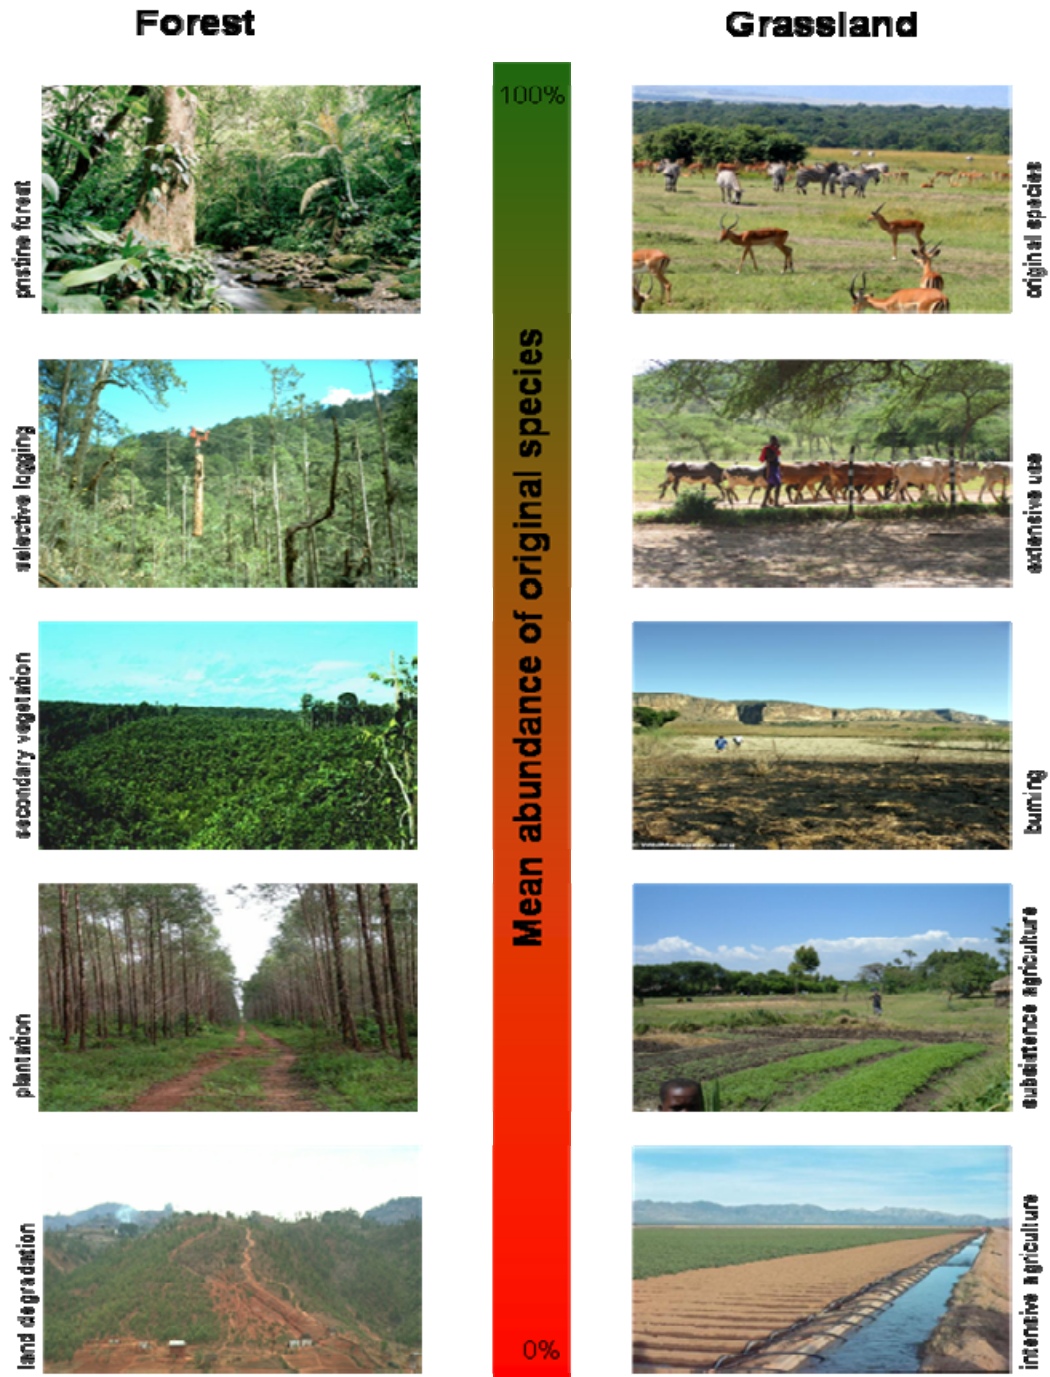 Forest
Grassland
100%
pristine forest
original species
selective logging
extensive use
Mean abundance of original species
secondary vegetation
burning
plantation
subsistence agriculture
land degradation
intensive agriculture
0%